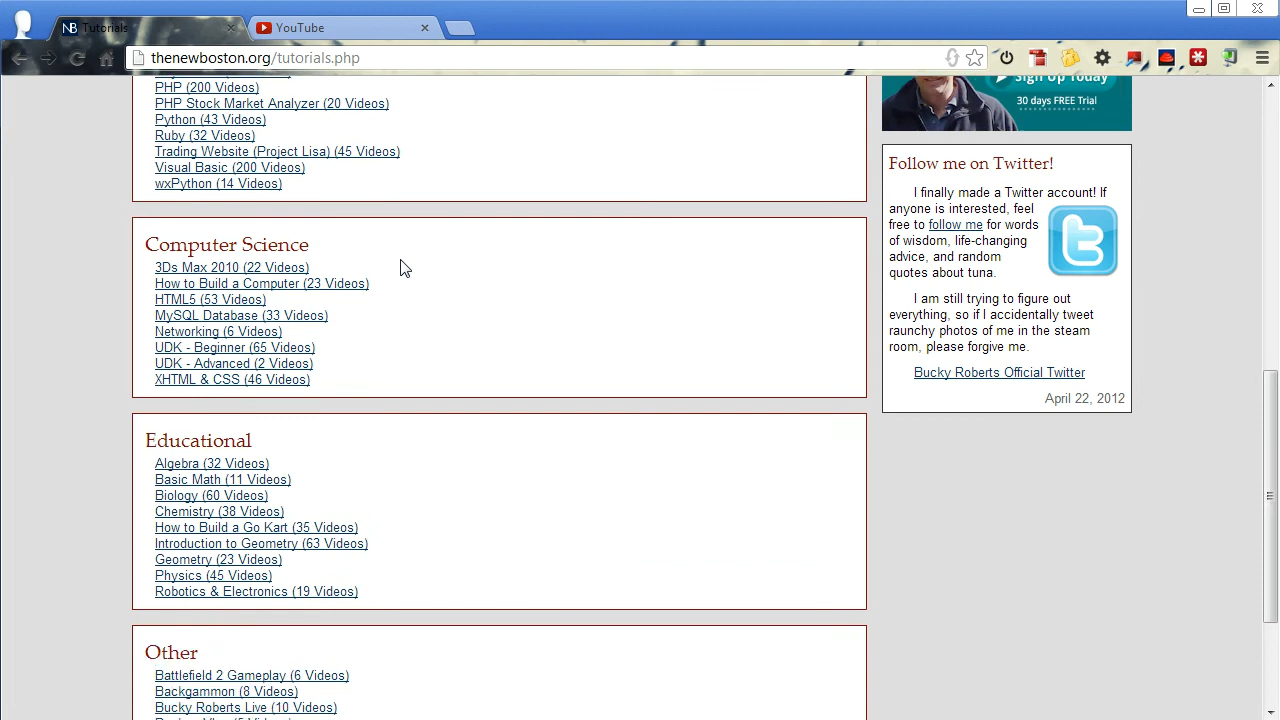 NB Tutorials
YouTube
thenewboston.org/tutorials.php
PHP (200 Videos)
PHP Stock Market Analyzer (20 Videos)
Python (43 Videos)
Ruby (32 Videos)
Trading Website (Project Lisa) (45 Videos)
Visual Basic (200 Videos)
wxPython (14 Videos)
Computer Science
3Ds Max 2010 (22 Videos)
How to Build a Computer (23 Videos)
HTML5 (53 Videos)
MySQL Database (33 Videos)
Networking (6 Videos)
UDK - Beginner (65 Videos)
UDK - Advanced (2 Videos)
XHTML & CSS (46 Videos)
Educational
Algebra (32 Videos)
Basic Math (11 Videos)
Biology (60 Videos)
Chemistry (38 Videos)
How to Build a Go Kart (35 Videos)
Introduction to Geometry (63 Videos)
Geometry (23 Videos)
Physics (45 Videos)
Robotics & Electronics (19 Videos)
Other
Battlefield 2 Gameplay (6 Videos)
Backgammon (8 Videos)
Bucky Roberts Live (10 Videos)
Sign Up Today
30 days FREE Trial
Follow me on Twitter!
I finally made a Twitter account! If
anyone is interested, feel
free to follow me for words
of wisdom, life-changing
advice, and random
quotes about tuna.
I am still trying to figure out
everything, so if I accidentally tweet
raunchy photos of me in the steam
room, please forgive me.
Bucky Roberts Official Twitter
April 22, 2012